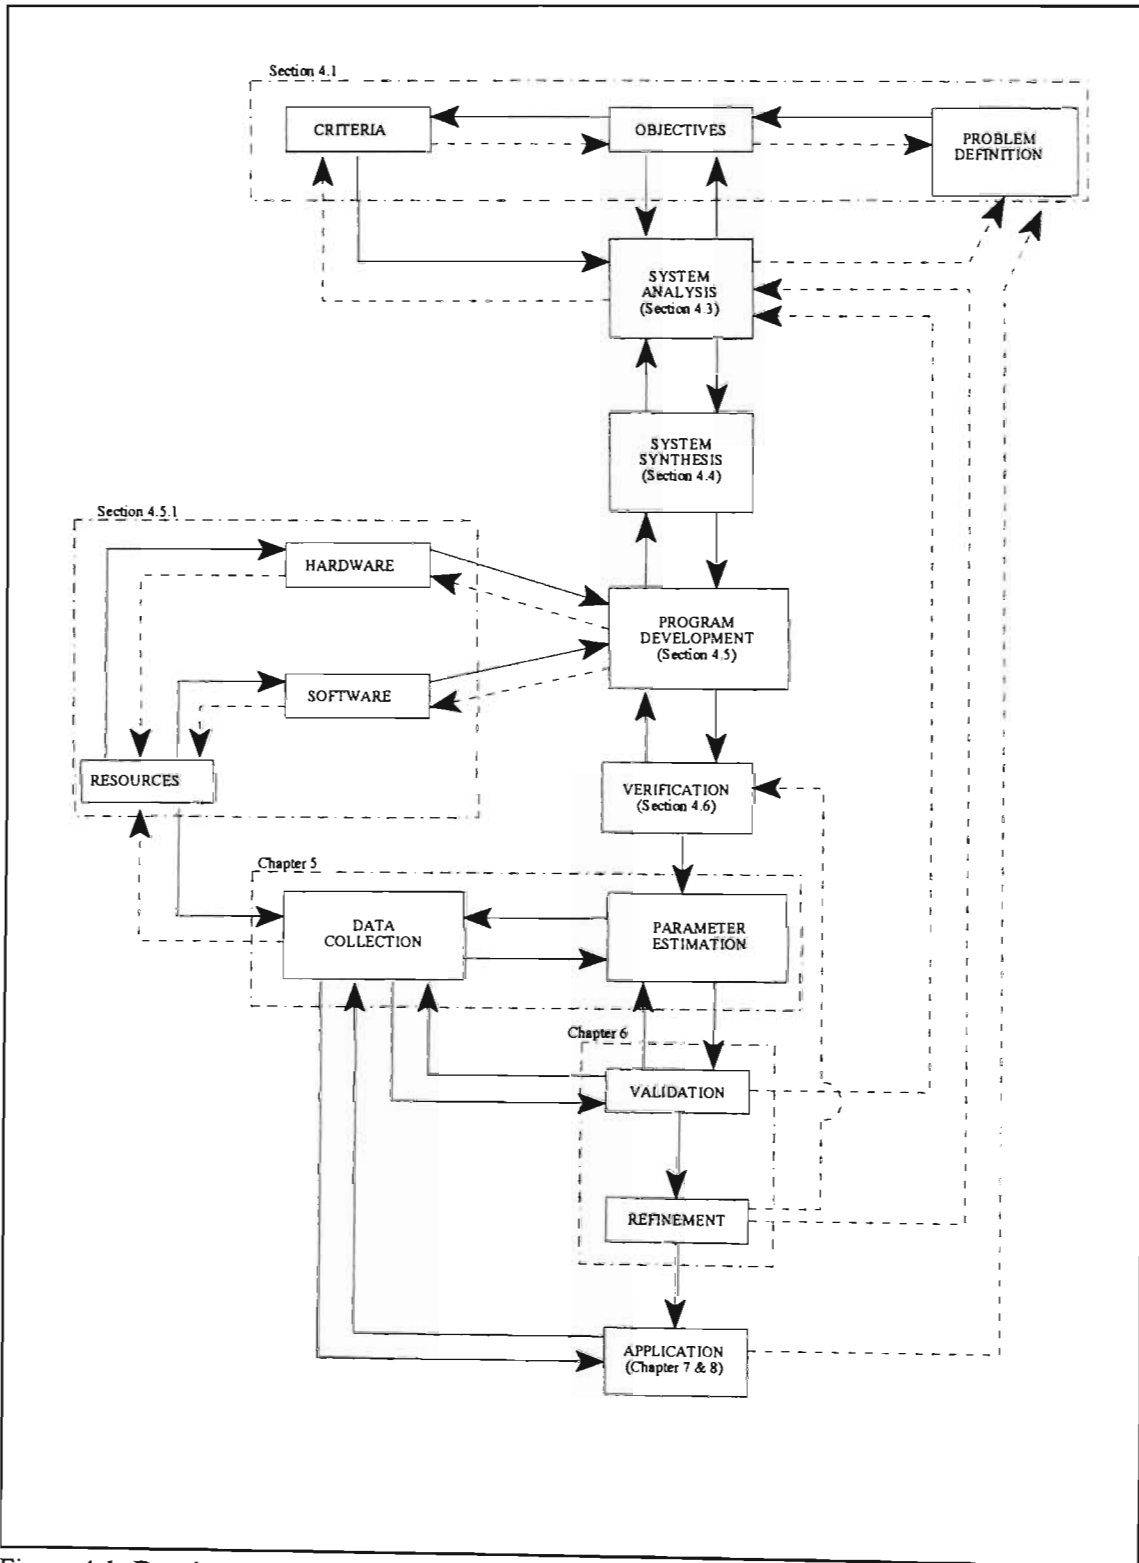 Section 4.1
CRITERIA
OBJECTIVES
PROBLEM
DEFINITION
SYSTEM
ANALYSIS
(Section 4.3)
SYSTEM
SYNTHESIS
(Section 4.4)
Section 4.5.1
HARDWARE
PROGRAM
DEVELOPMENT
(Section 4.5)
SOFTWARE
RESOURCES
VERIFICATION
(Section 4.6)
Chapter 5
DATA
COLLECTION
PARAMETER
ESTIMATION
Chapter 6
VALIDATION
REFINEMENT
APPLICATION
(Chapter 7 & 8)